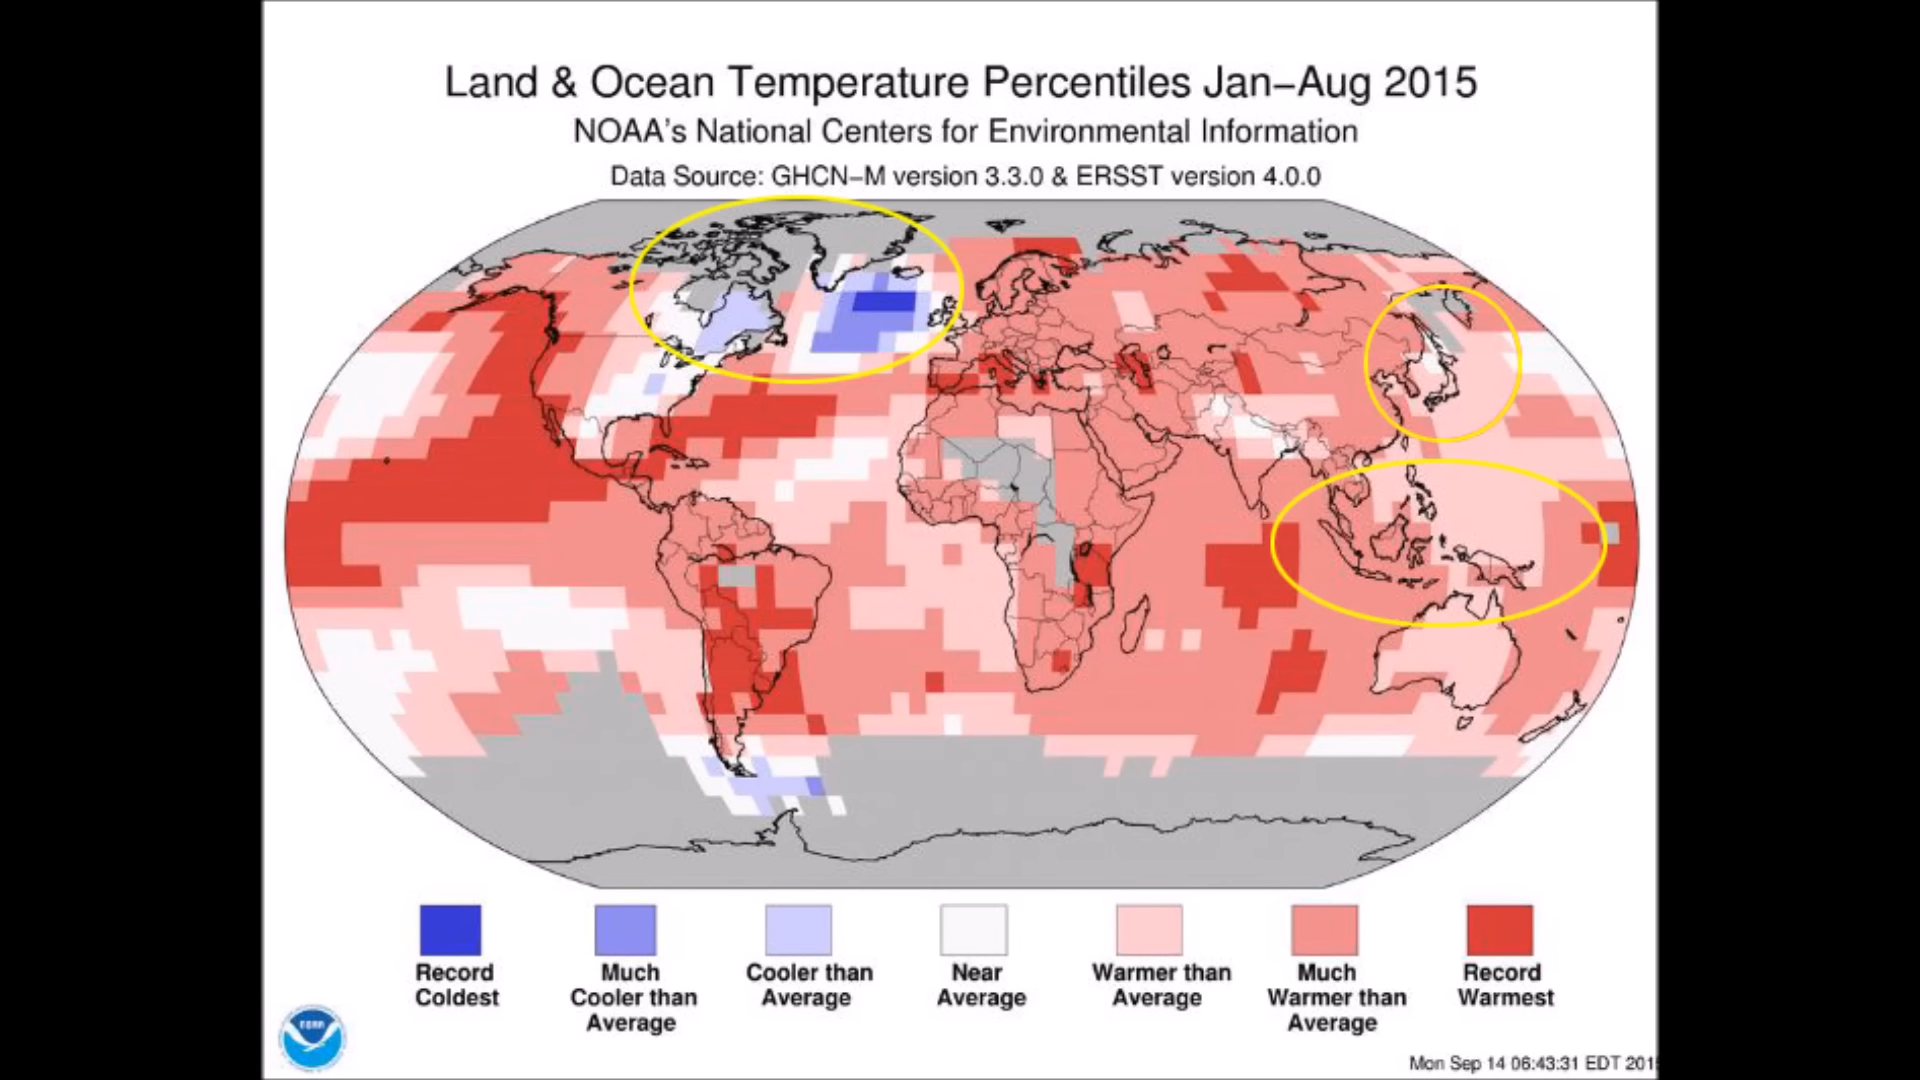 Land & Ocean Temperature Percentiles Jan–Aug 2015
NOAA's National Centers for Environmental Information
Data Source: GHCN–M version 3.3.0 & ERSST version 4.0.0
Record
Coldest
Much
Cooler than
Average
Cooler than
Average
Near
Average
Warmer than
Average
Much
Warmer than
Average
Record
Warmest
NOAA
Mon Sep 14 06:43:31 EDT 201